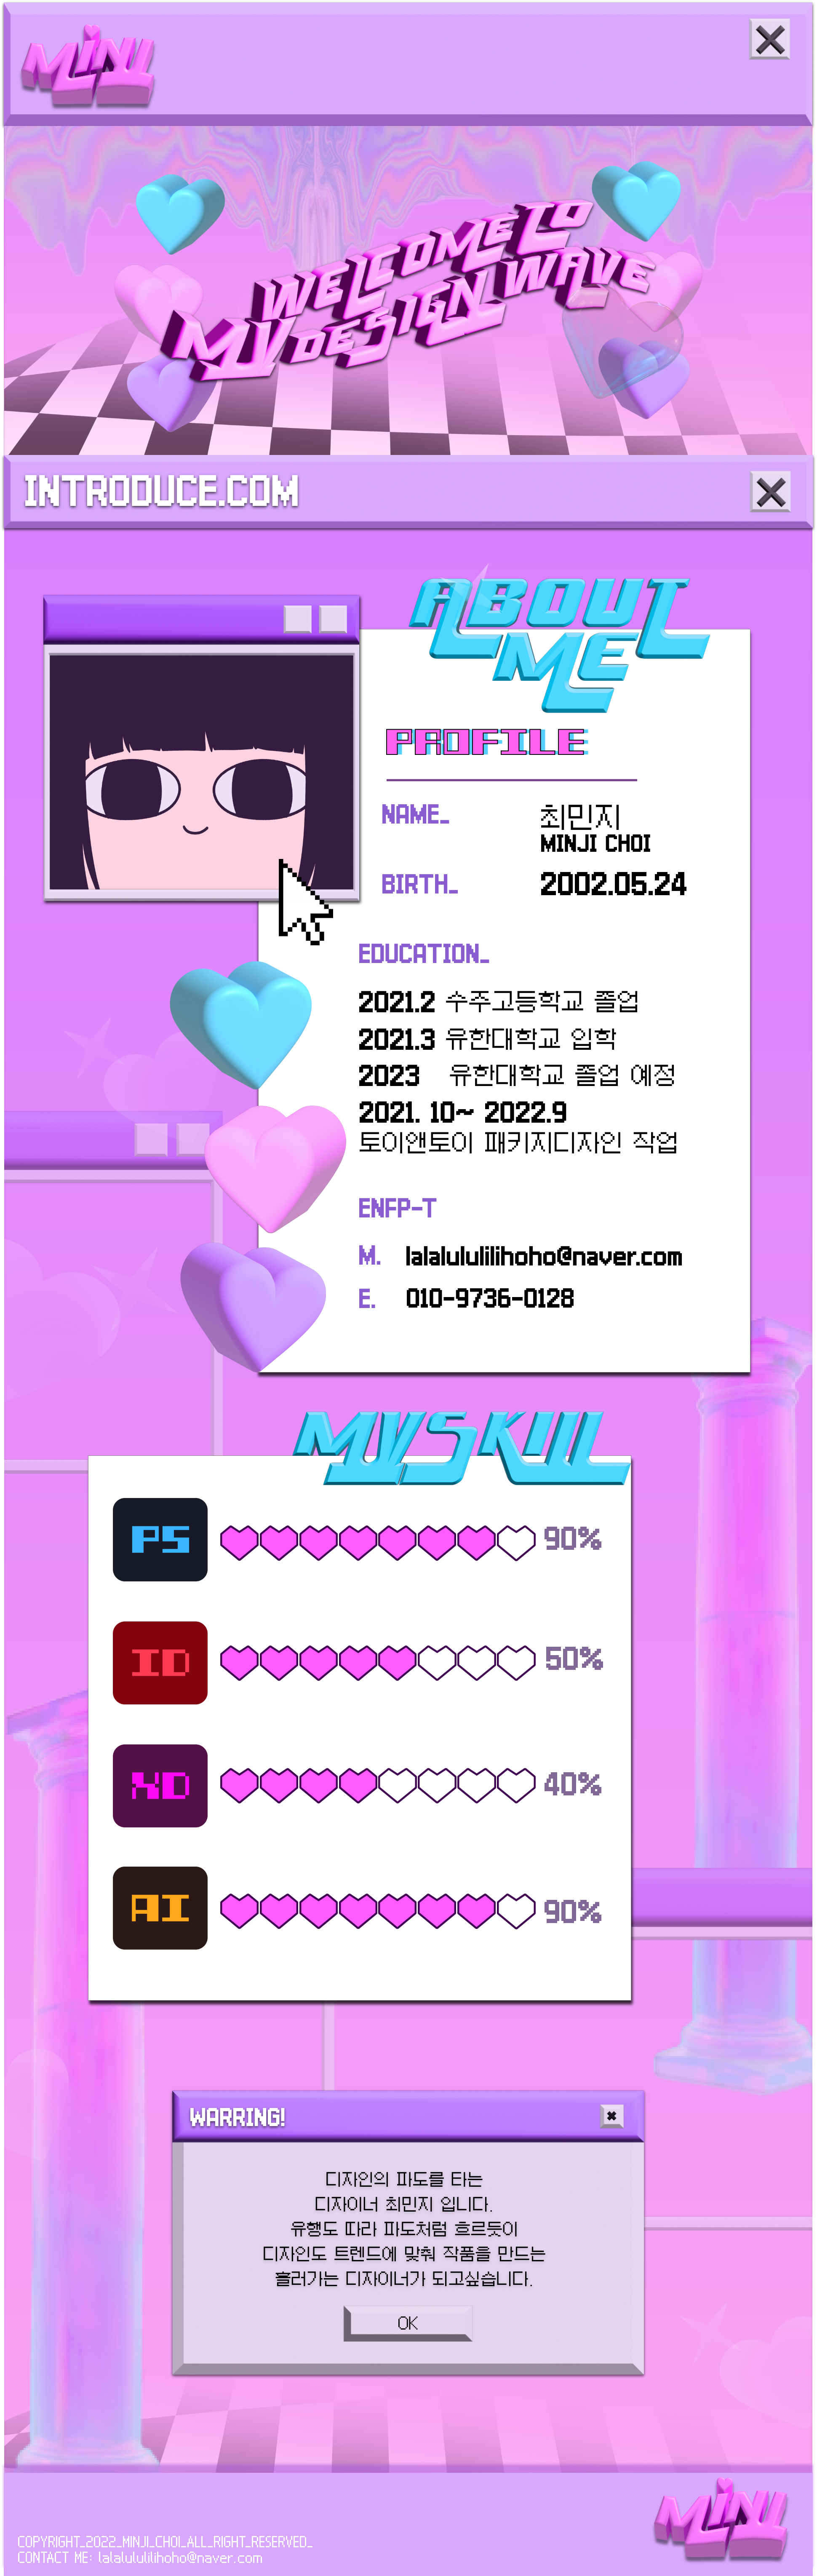 MINI
WELCOME TO
MY DESIGN WAVE
INTRODUCE.COM
ABOUT
ME
PROFILE
NAME_ 최민지
MINJI CHOI
BIRTH_ 2002.05.24
EDUCATION_
2021.2 수주고등학교 졸업
2021.3 유한대학교 입학
2023 유한대학교 졸업 예정
2021. 10~ 2022.9
토이앤토이 패키지디자인 작업
ENFP-T
M. lalalululilihoho@naver.com
E. 010-9736-0128
MY SKILL
PS 90%
ID 50%
XD 40%
AI 90%
WARRING!
디자인의 파도를 타는
디자이너 최민지 입니다.
유행도 따라 파도처럼 흐르듯이
디자인도 트렌드에 맞춰 작품을 만드는
흘러가는 디자이너가 되고싶습니다.
OK
MINI
COPYRIGHT_2022_MINJI_CHOI_ALL_RIGHT_RESERVED_
CONTACT ME: lalalululilihoho@naver.com